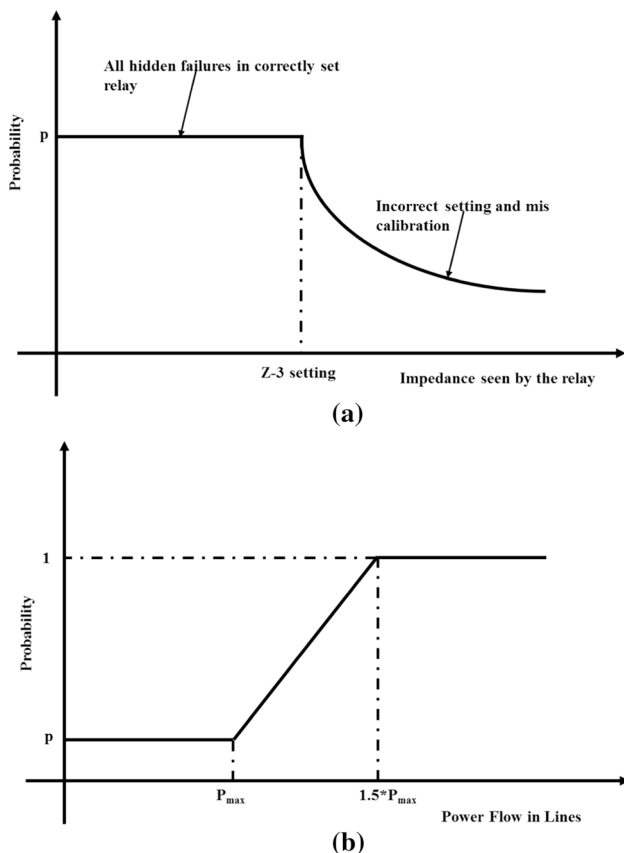 All hidden failures in correctly set
relay
Probability
p
Incorrect setting and mis
calibration
Z-3 setting
Impedance seen by the relay
(a)
1
Probability
p
Pmax
1.5*Pmax
Power Flow in Lines
(b)